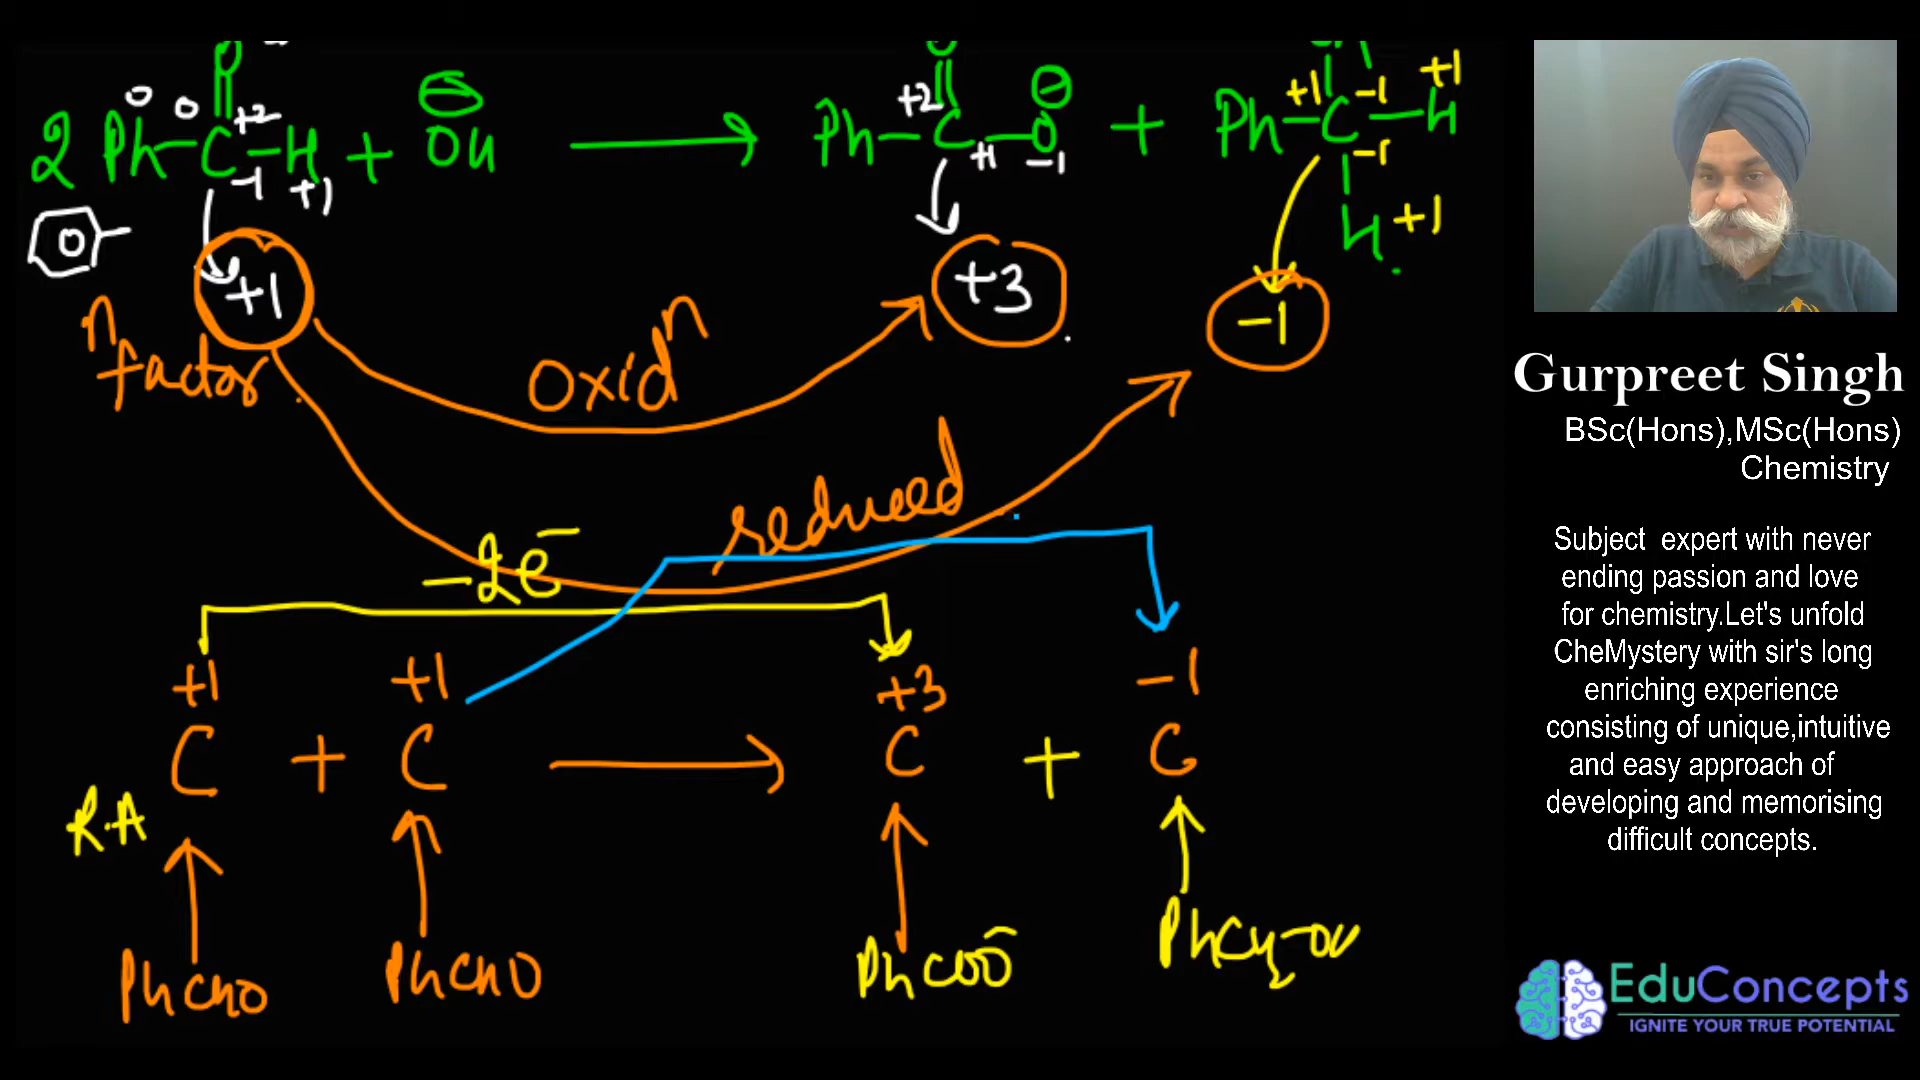 2 Ph-C-H + OH ⟶ Ph-C-O + Ph-C-H
0 0 +2 ⊖ +2 ⊖ +1 -1 +1
-1 +1 +1 -1 -1
H +1
+1 +3 -1
n factor
oxidⁿ
reduced
-2e⁻
+1 +1 +3 -1
C + C ⟶ C + C
R.A
PhCHO PhCHO PhCOO⁻ PhCH₂-OH
Gurpreet Singh
BSc(Hons),MSc(Hons)
Chemistry
Subject expert with never
ending passion and love
for chemistry.Let's unfold
CheMystery with sir's long
enriching experience
consisting of unique,intuitive
and easy approach of
developing and memorising
difficult concepts.
EduConcepts
IGNITE YOUR TRUE POTENTIAL